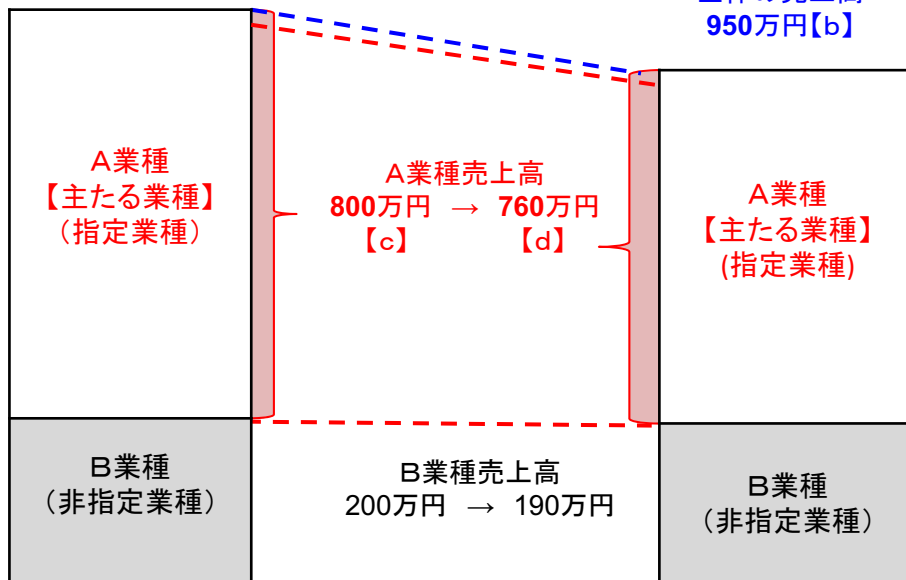 950万円【b】
A業種
【主たる業種】
（指定業種）
A業種売上高
800万円 → 760万円
【c】 【d】
A業種
【主たる業種】
(指定業種)
B業種
（非指定業種）
B業種売上高
200万円 → 190万円
B業種
（非指定業種）